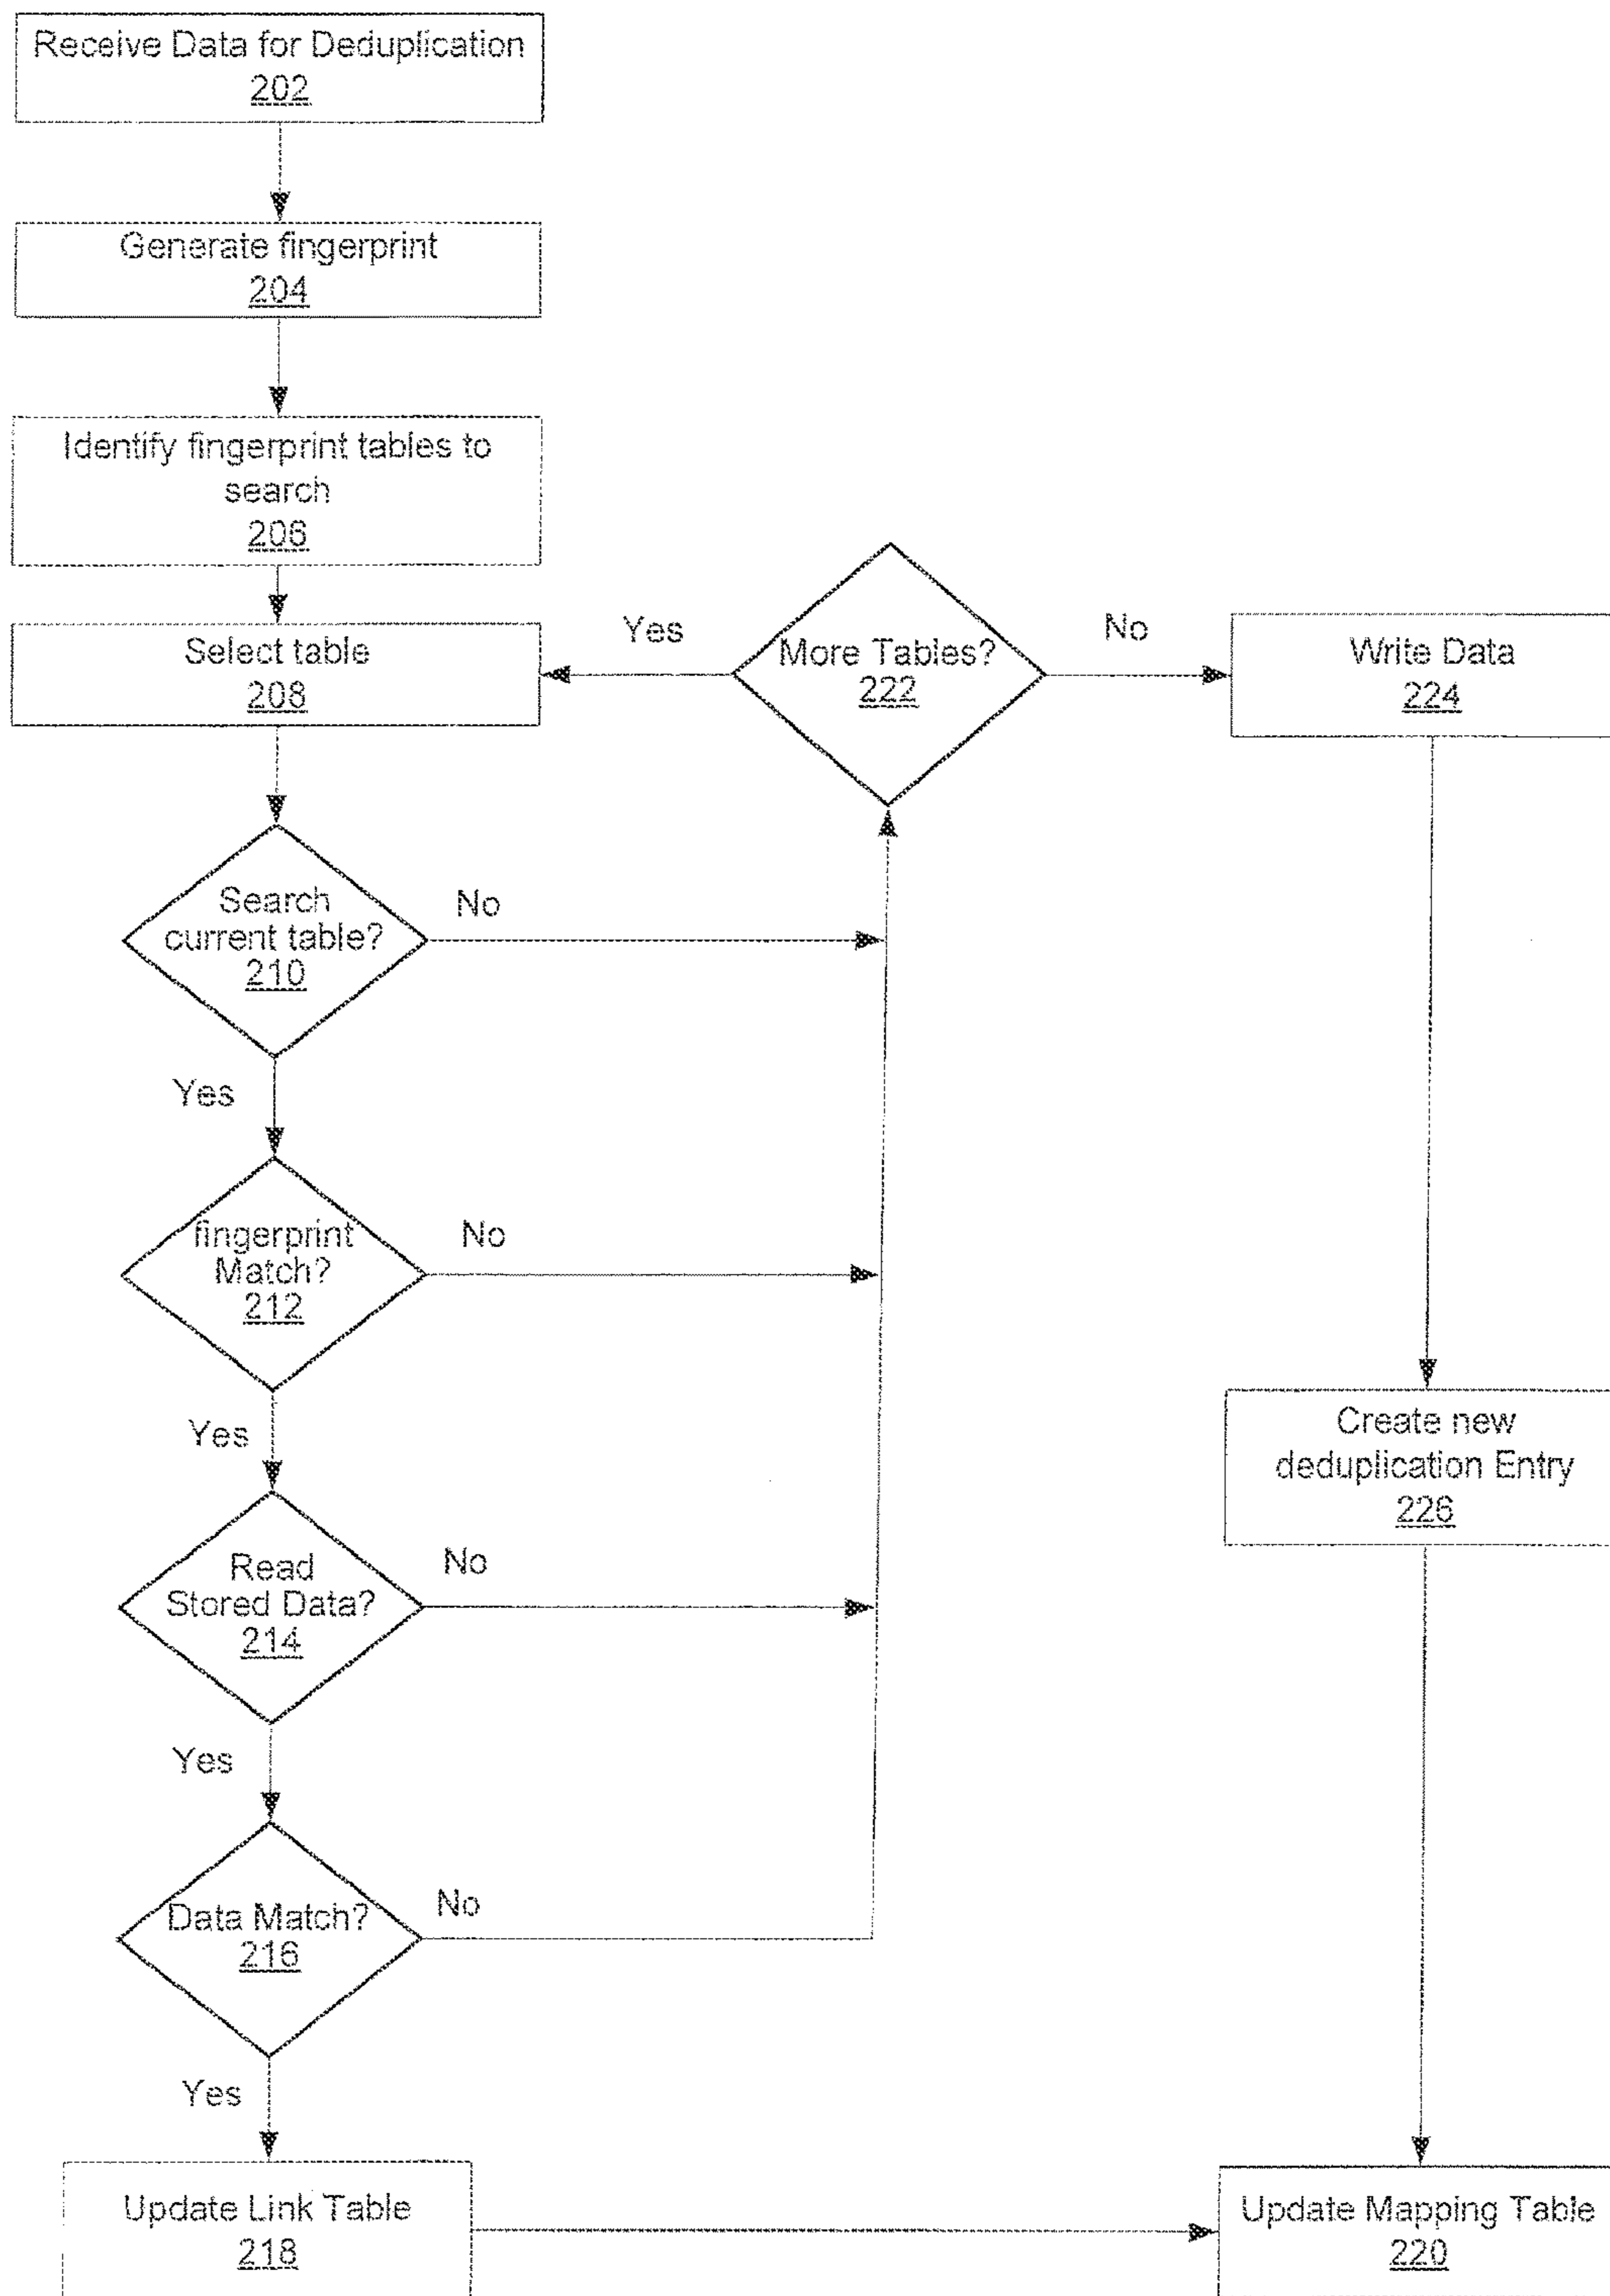 Receive Data for Deduplication
202
Generate fingerprint
204
Identify fingerprint tables to
search
206
Select table
208
Yes
More Tables?
222
No
Write Data
224
Search
current table?
210
No
Yes
fingerprint
Match?
212
No
Yes
Create new
deduplication Entry
226
Read
Stored Data?
214
No
Yes
Data Match?
216
No
Yes
Update Link Table
218
Update Mapping Table
220